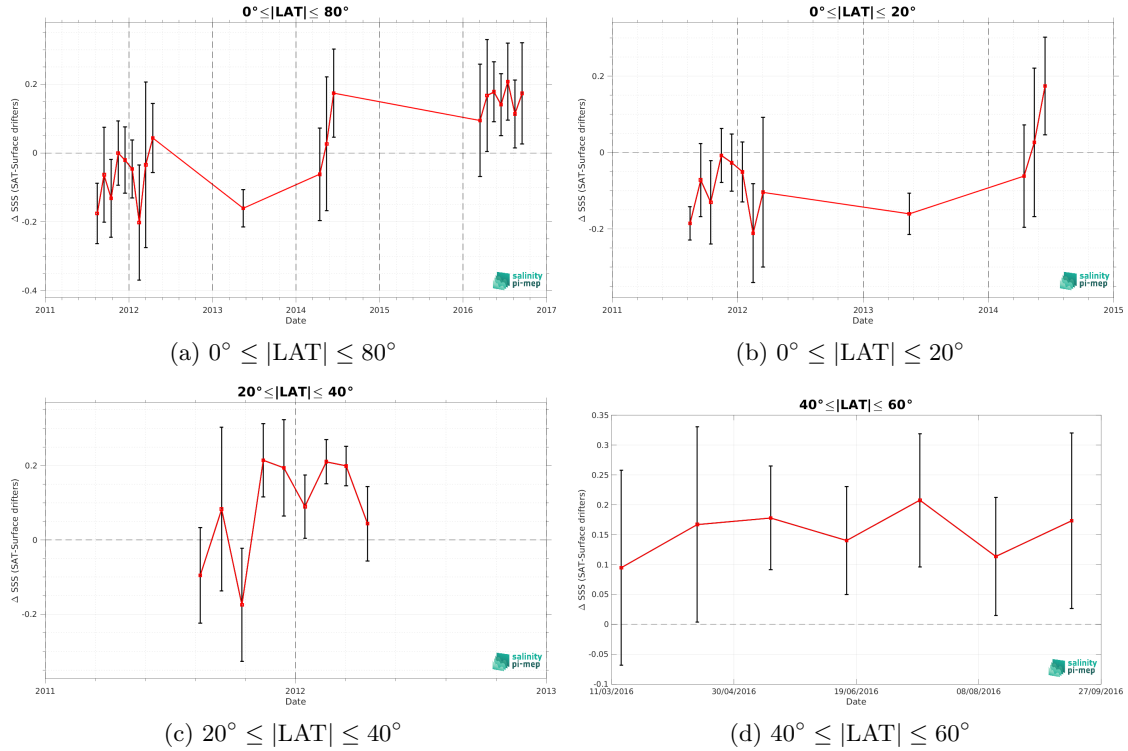 0°≤|LAT|≤ 80°
Δ SSS (SAT-Surface drifters)
0.2
0
-0.2
-0.4
2011 2012 2013 2014 2015 2016 2017
Date
salinity
pi-mep
(a) 0° ≤ |LAT| ≤ 80°
0°≤|LAT|≤ 20°
Δ SSS (SAT-Surface drifters)
0.2
0
-0.2
2011 2012 2013 2014 2015
Date
salinity
pi-mep
(b) 0° ≤ |LAT| ≤ 20°
20°≤|LAT|≤ 40°
Δ SSS (SAT-Surface drifters)
0.2
0
-0.2
2011 2012 2013
Date
salinity
pi-mep
(c) 20° ≤ |LAT| ≤ 40°
40°≤|LAT|≤ 60°
Δ SSS (SAT-Surface drifters)
0.35
0.3
0.25
0.2
0.15
0.1
0.05
0
-0.05
-0.1
11/03/2016 30/04/2016 19/06/2016 08/08/2016 27/09/2016
Date
salinity
pi-mep
(d) 40° ≤ |LAT| ≤ 60°